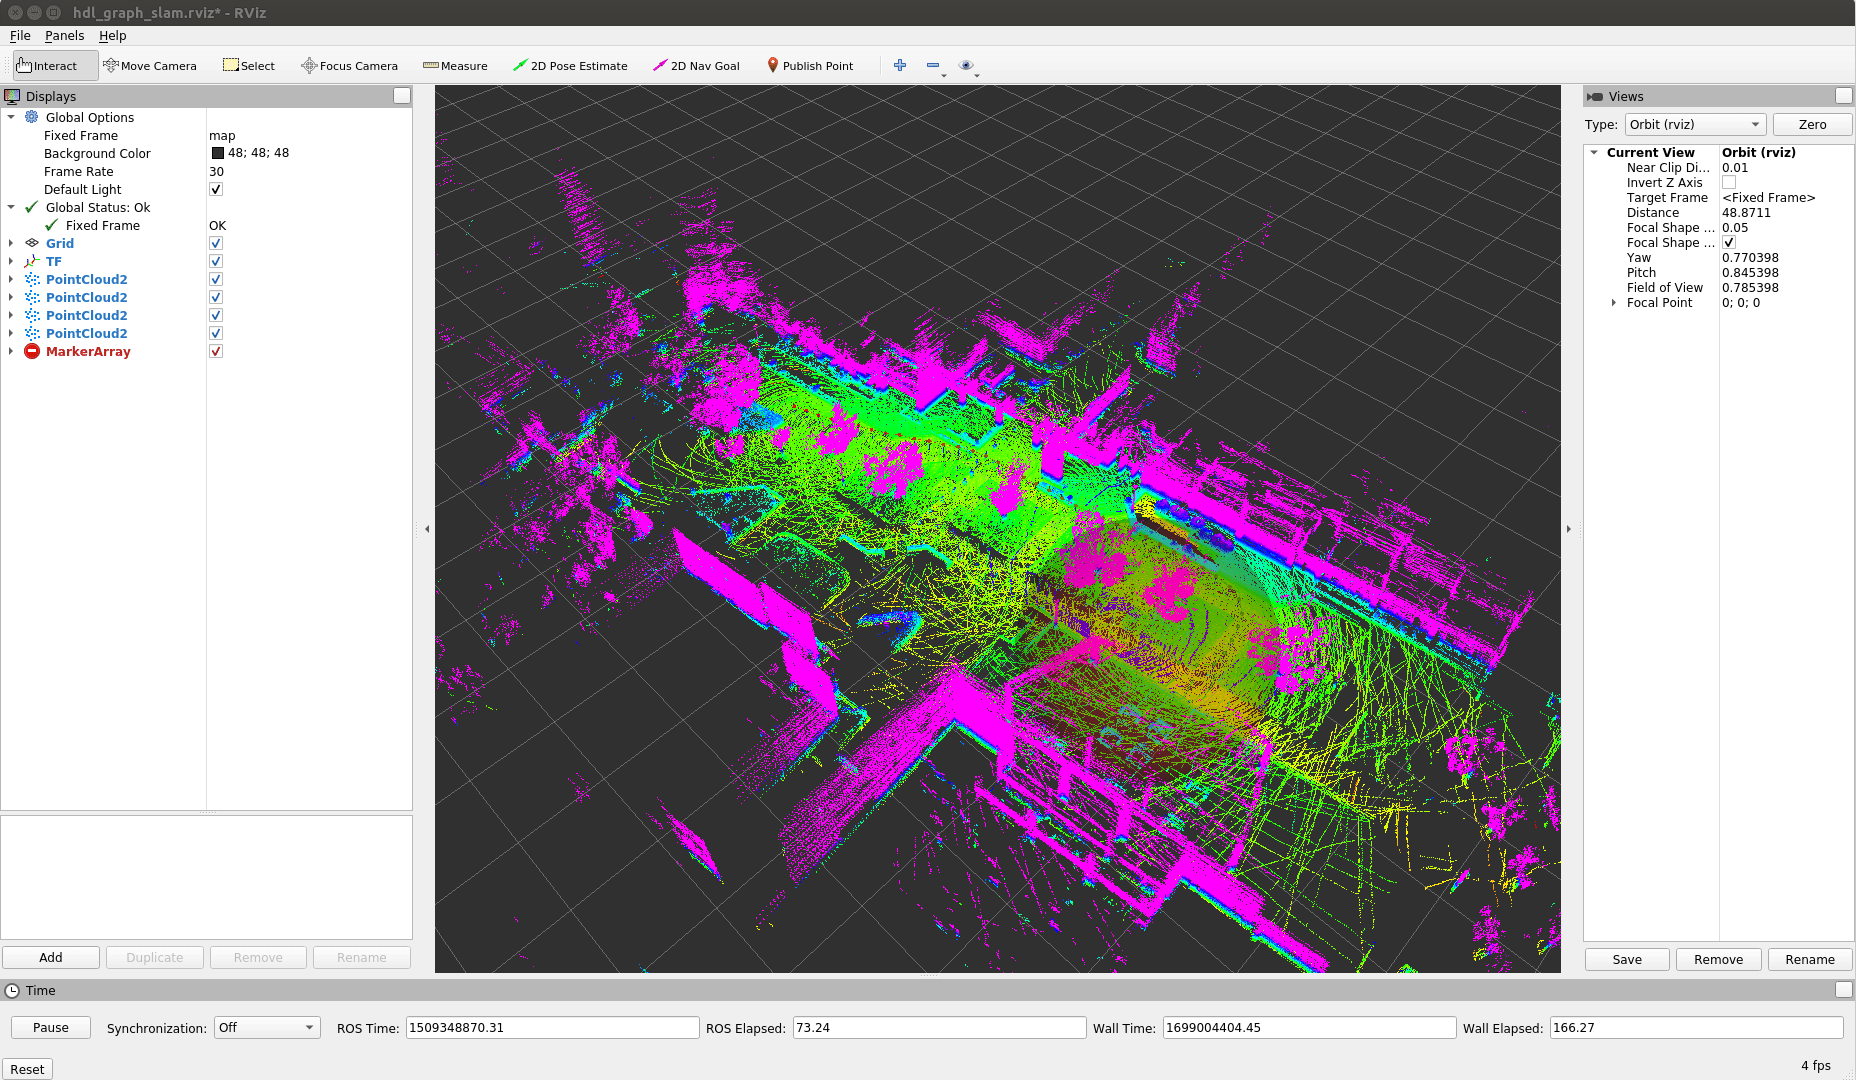 hdl_graph_slam.rviz* - RViz
File Panels Help
Interact Move Camera Select Focus Camera Measure 2D Pose Estimate 2D Nav Goal Publish Point
Displays
Global Options
Fixed Frame map
Background Color 48; 48; 48
Frame Rate 30
Default Light
Global Status: Ok
Fixed Frame OK
Grid
TF
PointCloud2
PointCloud2
PointCloud2
PointCloud2
MarkerArray
Add Duplicate Remove Rename
Views
Type: Orbit (rviz) Zero
Current View Orbit (rviz)
Near Clip Di... 0.01
Invert Z Axis
Target Frame <Fixed Frame>
Distance 48.8711
Focal Shape ... 0.05
Focal Shape ...
Yaw 0.770398
Pitch 0.845398
Field of View 0.785398
Focal Point 0; 0; 0
Save Remove Rename
Time
Pause Synchronization: Off ROS Time: 1509348870.31 ROS Elapsed: 73.24 Wall Time: 1699004404.45 Wall Elapsed: 166.27
Reset 4 fps